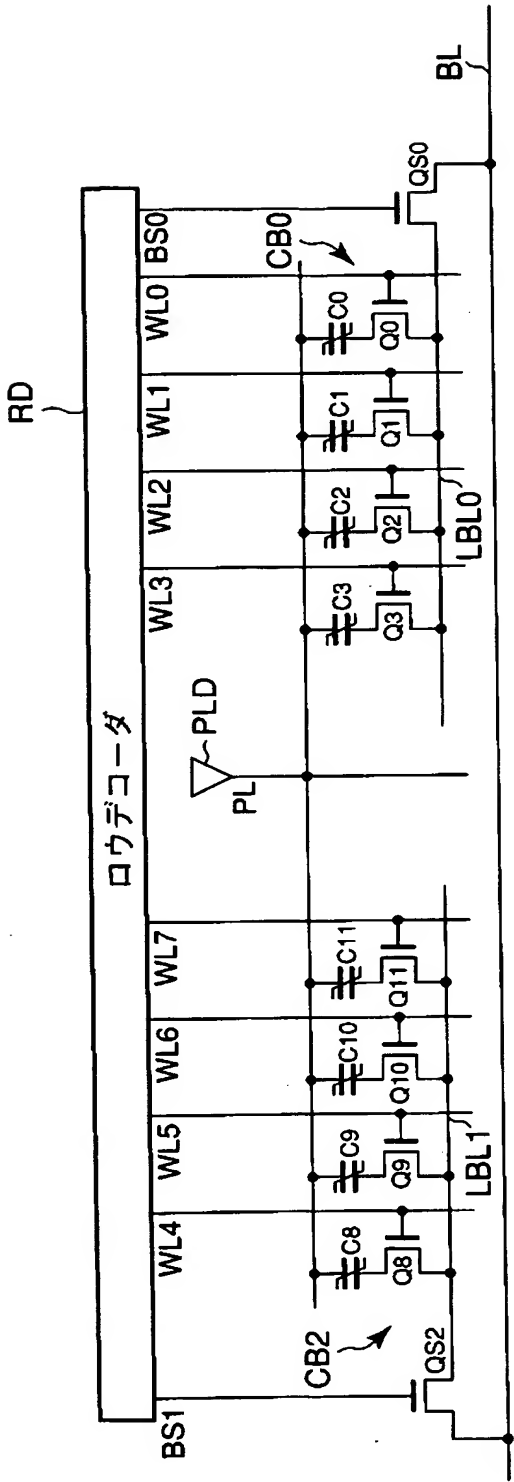 RD
ロウデコーダ
BS1
WL4
WL5
WL6
WL7
WL3
WL2
WL1
WL0
BS0
PLD
PL
CB2
C8
C9
C10
C11
C3
C2
C1
C0
CB0
QS2
Q8
Q9
Q10
Q11
Q3
Q2
Q1
Q0
QS0
LBL1
LBL0
BL